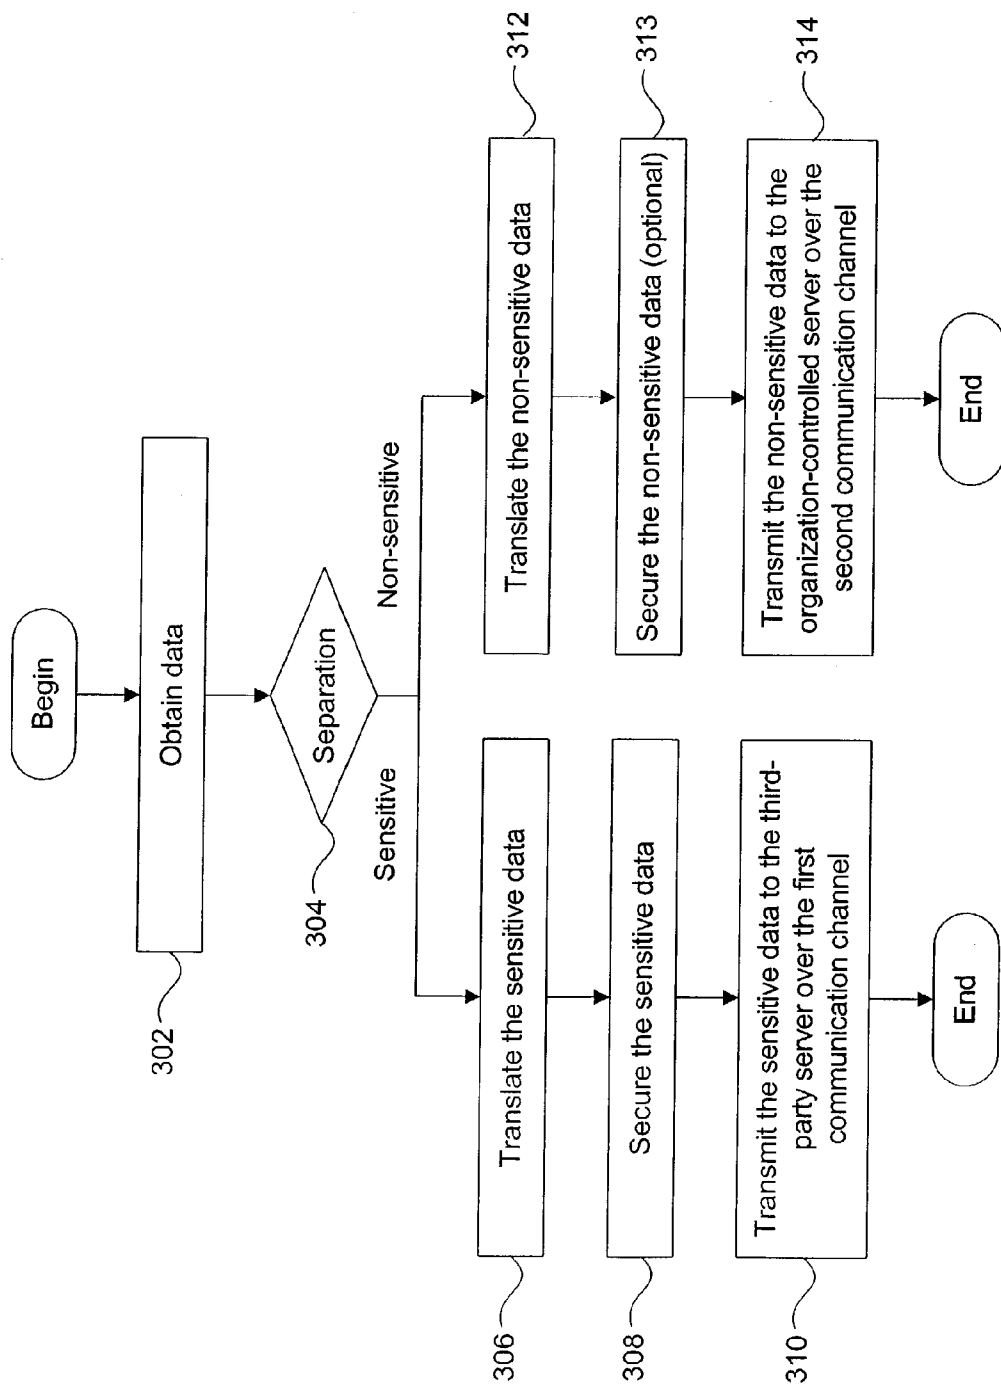 Begin
Obtain data
302
Separation
304
Sensitive
Non-sensitive
Translate the sensitive data
306
Secure the sensitive data
308
Transmit the sensitive data to the third-
party server over the first
communication channel
310
End
Translate the non-sensitive data
312
Secure the non-sensitive data (optional)
313
Transmit the non-sensitive data to the
organization-controlled server over the
second communication channel
314
End